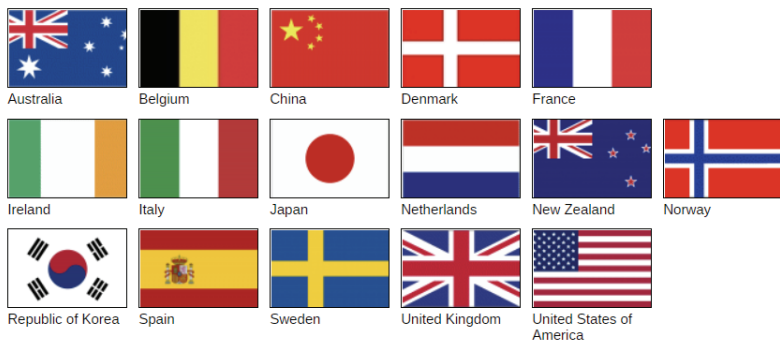 Australia
Belgium
China
Denmark
France
Ireland
Italy
Japan
Netherlands
New Zealand
Norway
Republic of Korea
Spain
Sweden
United Kingdom
United States of
America